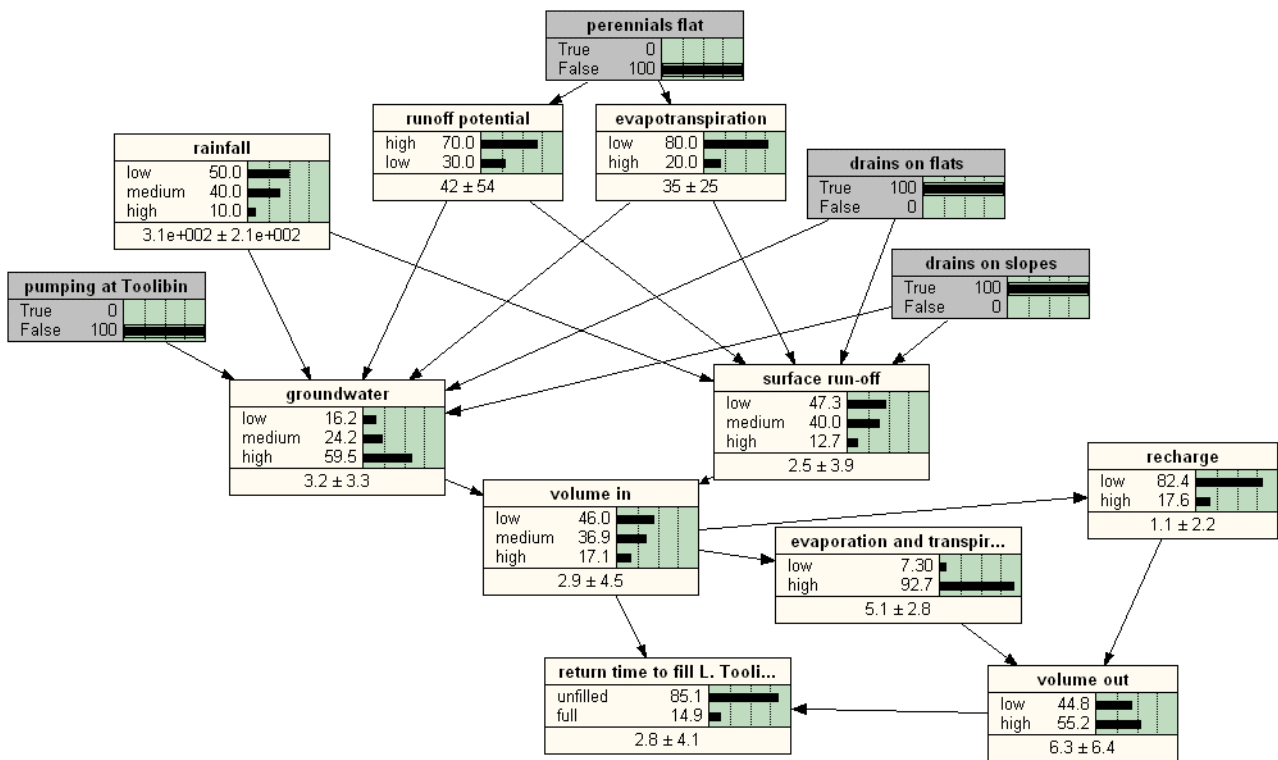 perennials flat
True 0
False 100
runoff potential
high 70.0
low 30.0
42 ± 54
evapotranspiration
low 80.0
high 20.0
35 ± 25
rainfall
low 50.0
medium 40.0
high 10.0
3.1e+002 ± 2.1e+002
drains on flats
True 100
False 0
drains on slopes
True 100
False 0
pumping at Toolibin
True 0
False 100
groundwater
low 16.2
medium 24.2
high 59.5
3.2 ± 3.3
surface run-off
low 47.3
medium 40.0
high 12.7
2.5 ± 3.9
recharge
low 82.4
high 17.6
1.1 ± 2.2
volume in
low 46.0
medium 36.9
high 17.1
2.9 ± 4.5
evaporation and transpir...
low 7.30
high 92.7
5.1 ± 2.8
return time to fill L. Tooli...
unfilled 85.1
full 14.9
2.8 ± 4.1
volume out
low 44.8
high 55.2
6.3 ± 6.4